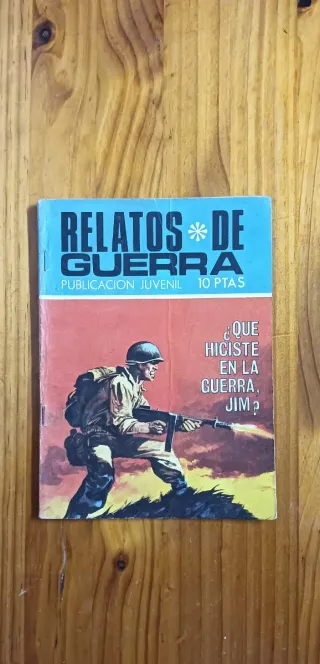 RELATOS * DE
GUERRA
PUBLICACION JUVENIL 10 PTAS
¿QUE
HICISTE
EN LA
GUERRA,
JIM?